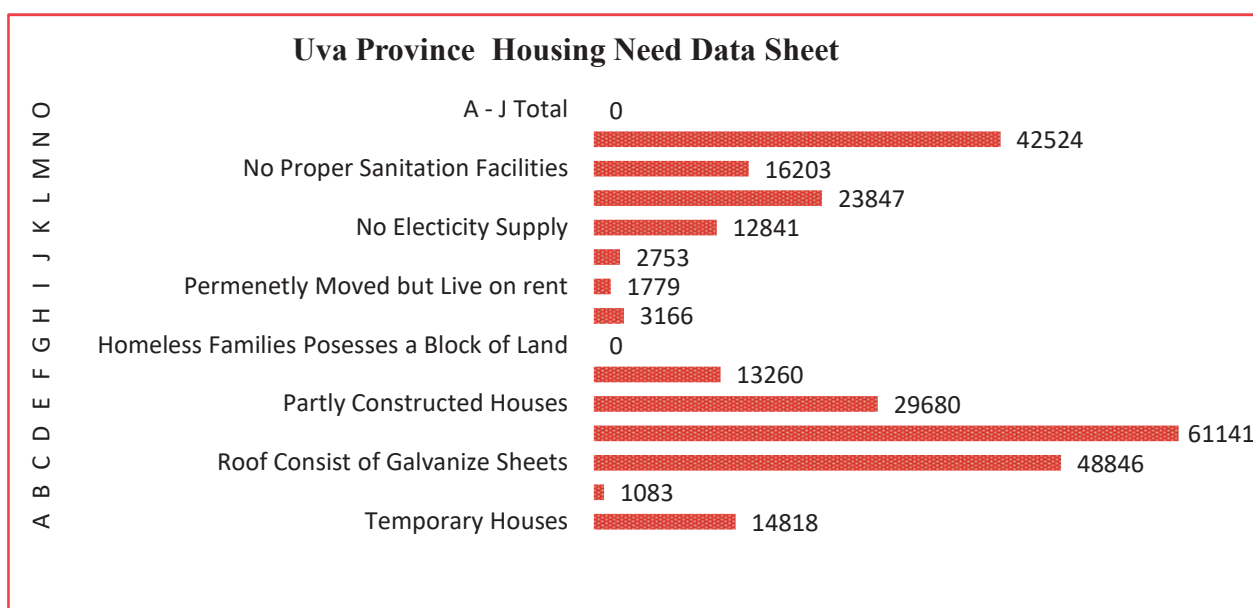 Uva Province Housing Need Data Sheet
O A - J Total 0
N 42524
M No Proper Sanitation Facilities 16203
L 23847
K No Electicity Supply 12841
J 2753
I Permenetly Moved but Live on rent 1779
H 3166
G Homeless Families Posesses a Block of Land 0
F 13260
E Partly Constructed Houses 29680
D 61141
C Roof Consist of Galvanize Sheets 48846
B 1083
A Temporary Houses 14818